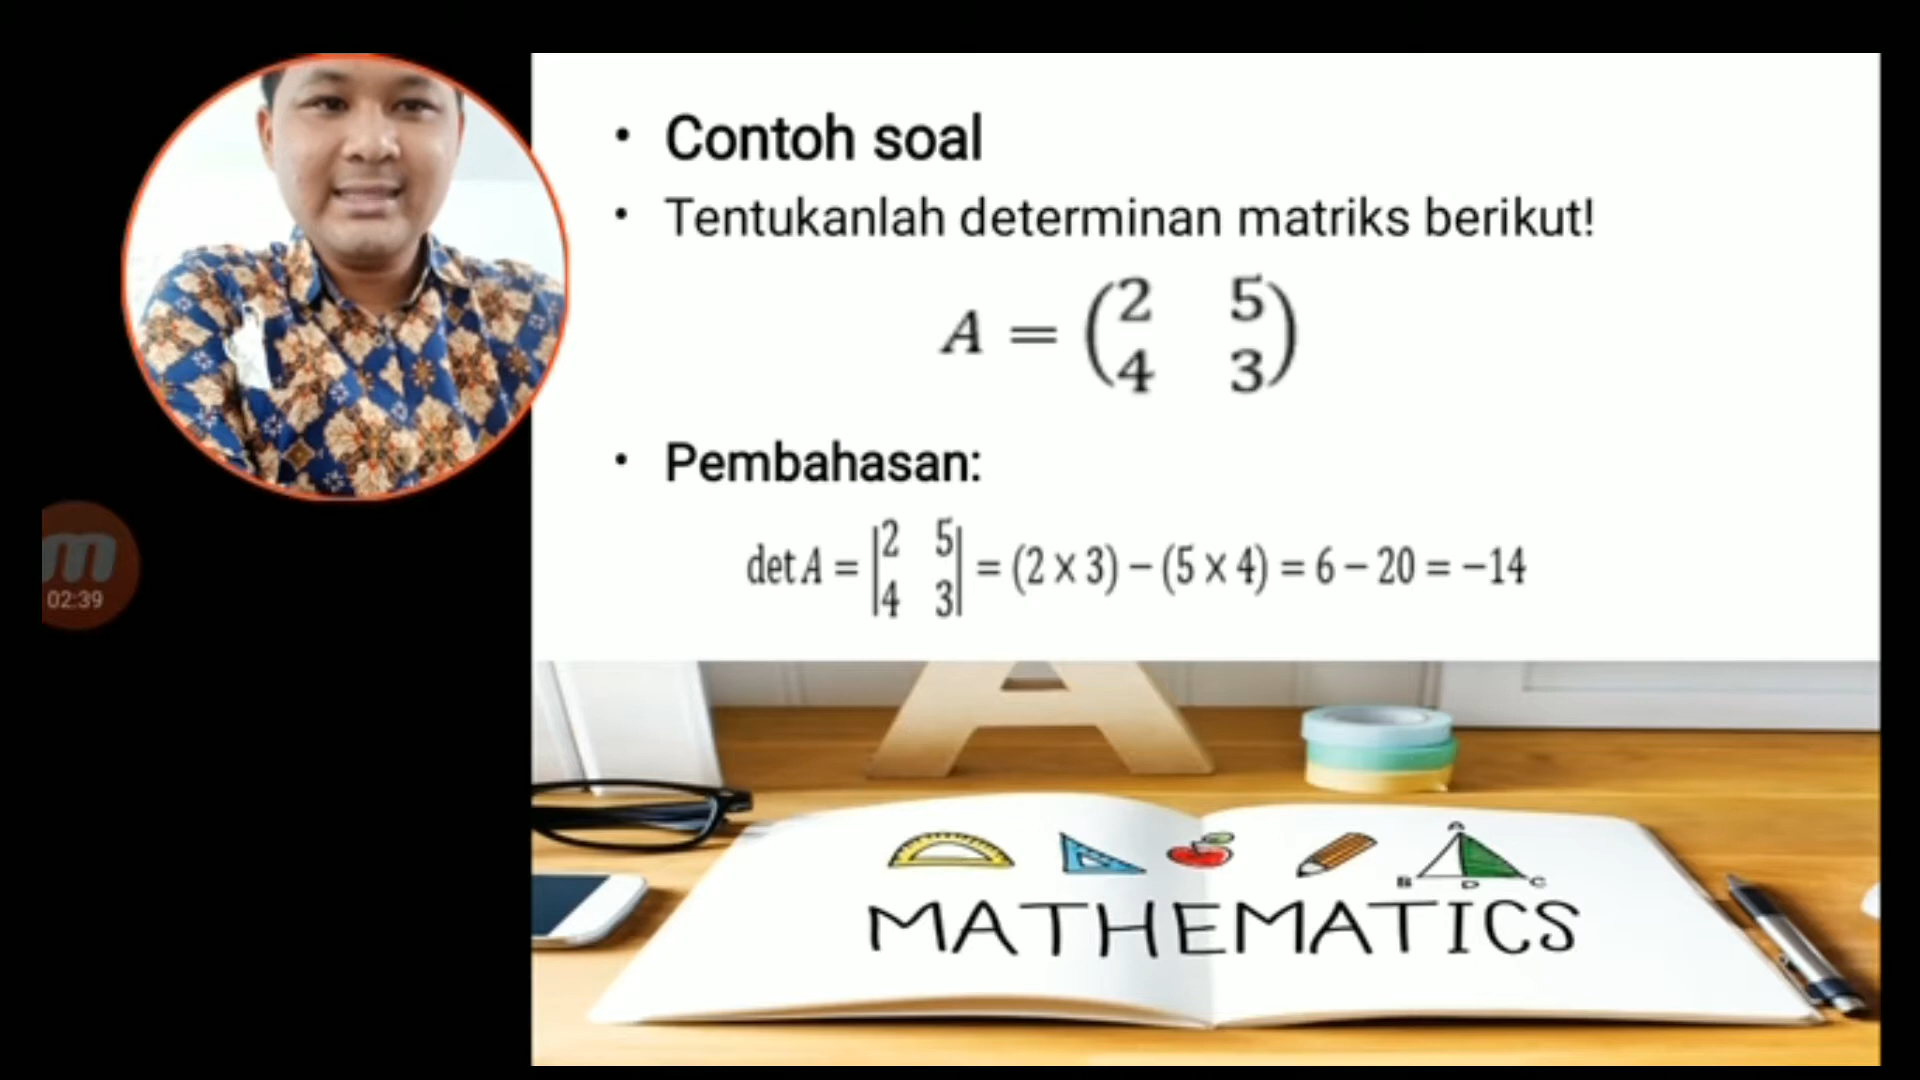 • Contoh soal
• Tentukanlah determinan matriks berikut!
A = (2 5
4 3)
• Pembahasan:
det A = |2 5
4 3| = (2 x 3) – (5 x 4) = 6 – 20 = –14
m
02:39
A
B D C
MATHEMATICS